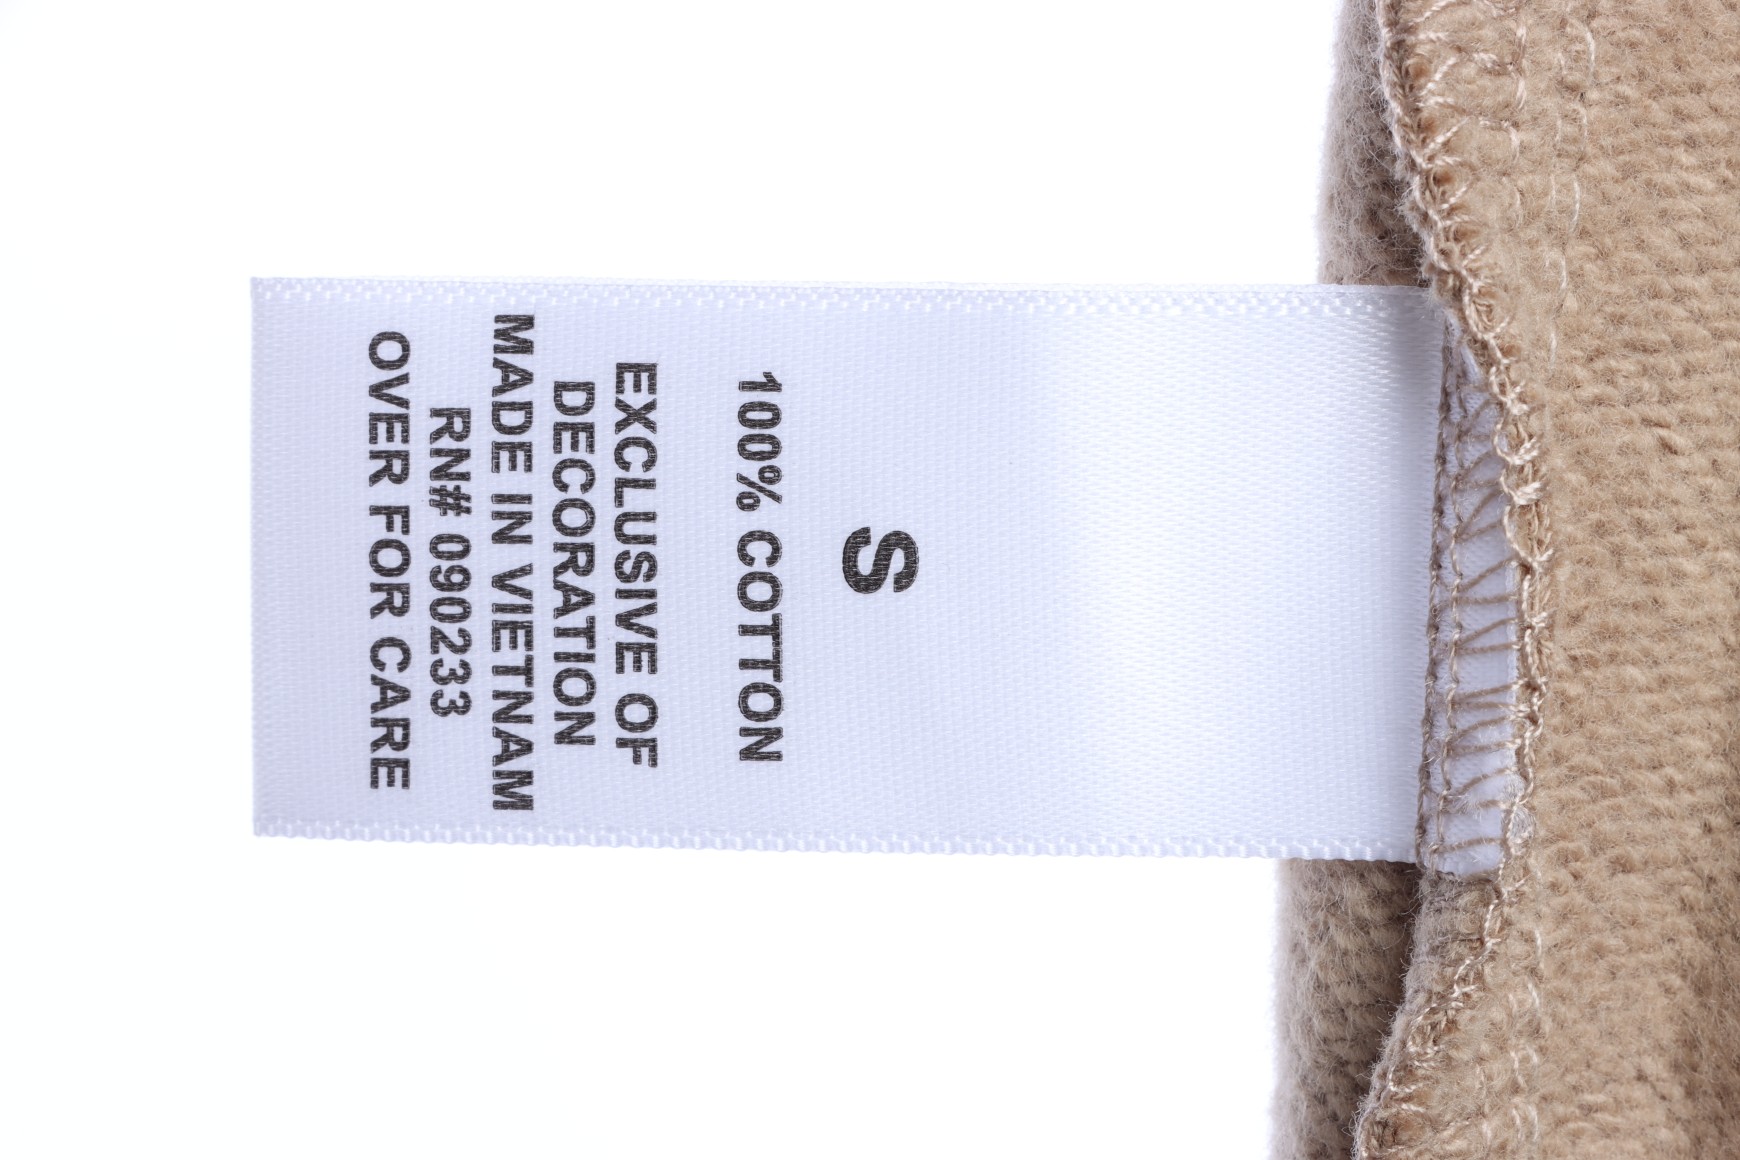 S
100% COTTON
EXCLUSIVE OF
DECORATION
MADE IN VIETNAM
RN# 090233
OVER FOR CARE